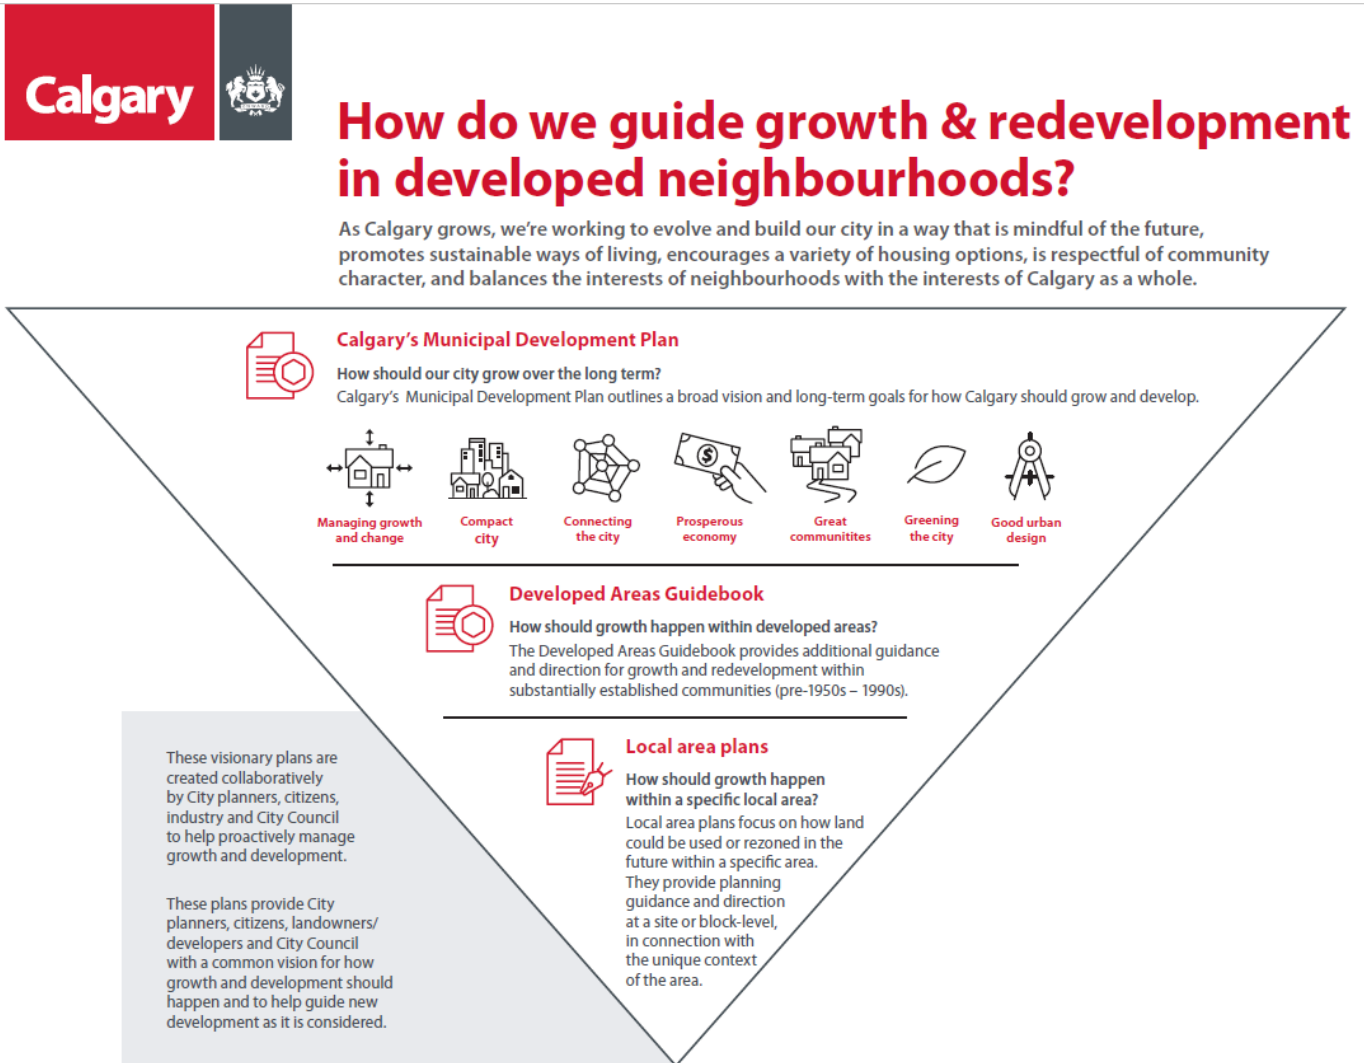 Calgary
How do we guide growth & redevelopment
in developed neighbourhoods?
As Calgary grows, we're working to evolve and build our city in a way that is mindful of the future,
promotes sustainable ways of living, encourages a variety of housing options, is respectful of community
character, and balances the interests of neighbourhoods with the interests of Calgary as a whole.
Calgary's Municipal Development Plan
How should our city grow over the long term?
Calgary's Municipal Development Plan outlines a broad vision and long-term goals for how Calgary should grow and develop.
$
Managing growth
and change
Compact
city
Connecting
the city
Prosperous
economy
Great
communitites
Greening
the city
Good urban
design
Developed Areas Guidebook
How should growth happen within developed areas?
The Developed Areas Guidebook provides additional guidance
and direction for growth and redevelopment within
substantially established communities (pre-1950s – 1990s).
Local area plans
How should growth happen
within a specific local area?
Local area plans focus on how land
could be used or rezoned in the
future within a specific area.
They provide planning
guidance and direction
at a site or block-level,
in connection with
the unique context
of the area.
These visionary plans are
created collaboratively
by City planners, citizens,
industry and City Council
to help proactively manage
growth and development.
These plans provide City
planners, citizens, landowners/
developers and City Council
with a common vision for how
growth and development should
happen and to help guide new
development as it is considered.